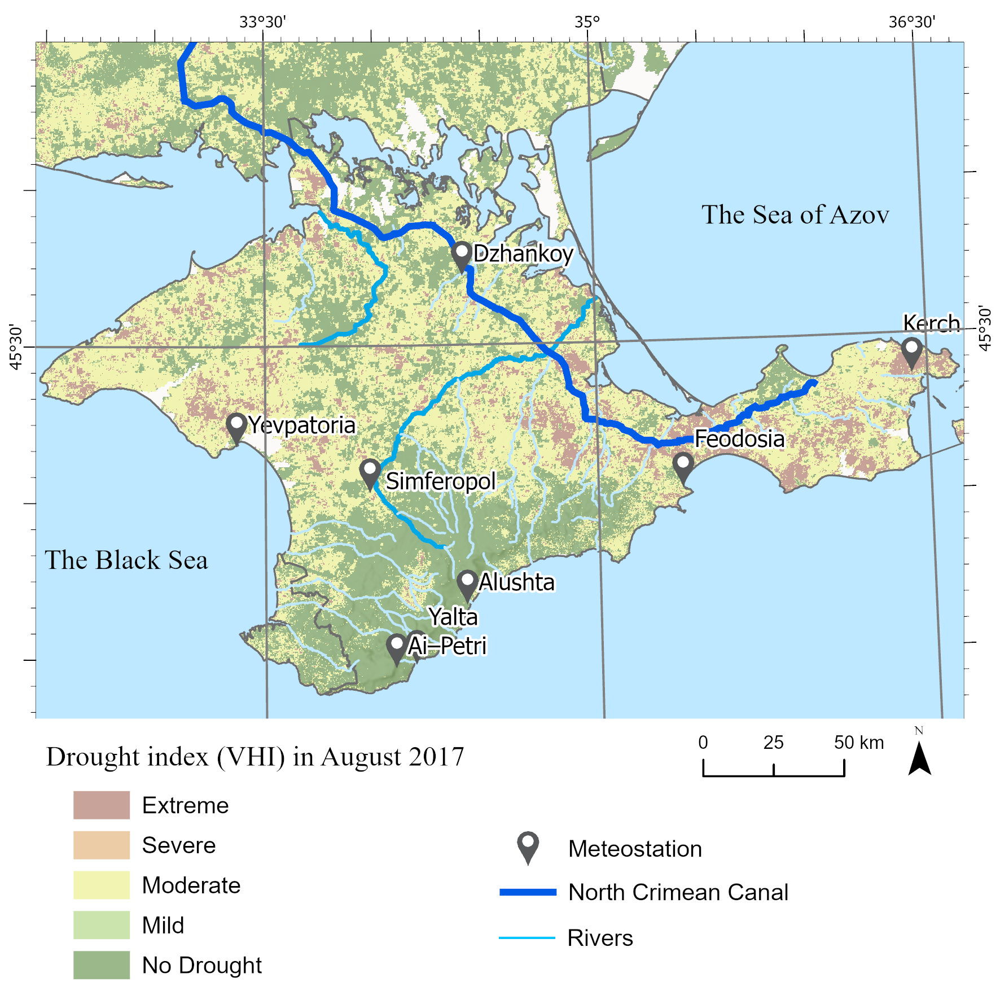 33°30'
35°
36°30'
The Sea of Azov
Dzhankoy
45°30'
45°30'
Kerch
Yevpatoria
Feodosia
Simferopol
The Black Sea
Alushta
Yalta
Ai–Petri
Drought index (VHI) in August 2017
0 25 50 km
N
Extreme
Severe
Moderate
Mild
No Drought
Meteostation
North Crimean Canal
Rivers